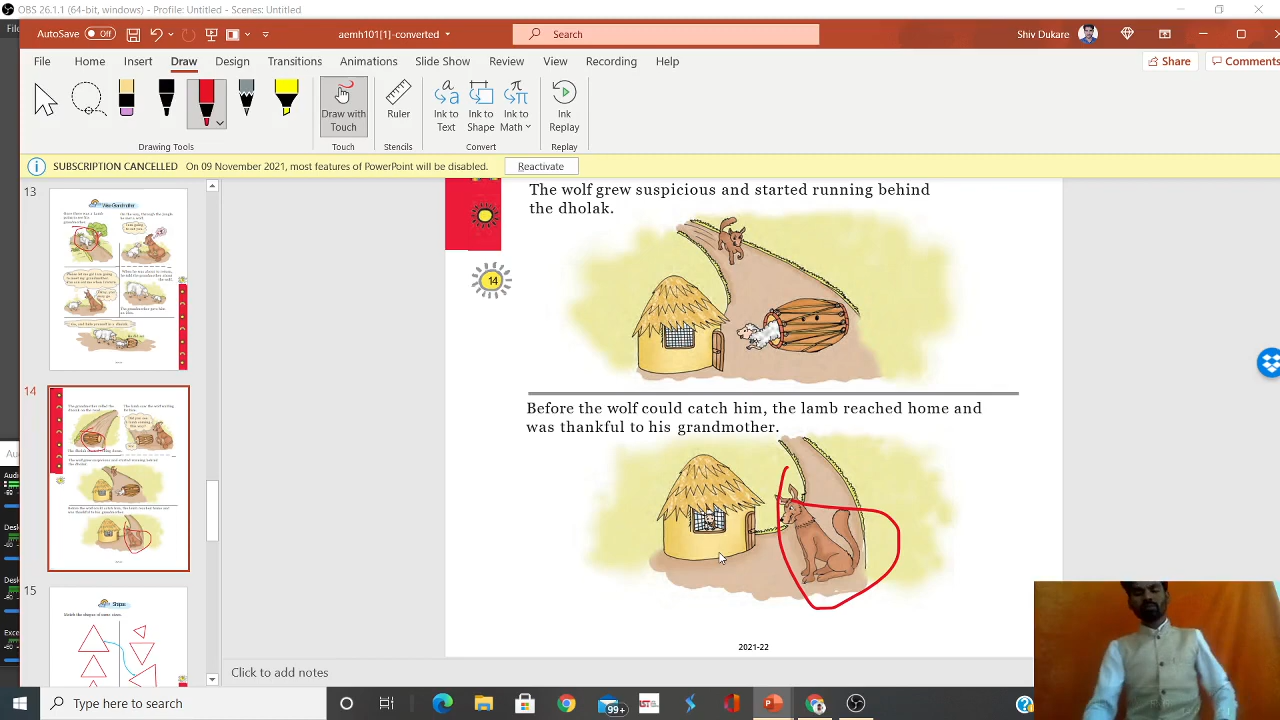 OBS 26.1.1 (64-bit, windows) - Profile: Untitled - Scenes: Untitled
AutoSave Off
aemh101[1]-converted
Search
Shiv Dukare
File Home Insert Draw Design Transitions Animations Slide Show Review View Recording Help
Share
Comments
Draw with
Touch
Ruler
Ink to
Text
Ink to
Shape
Ink to
Math
Ink
Replay
Drawing Tools
Touch
Stencils
Convert
Replay
SUBSCRIPTION CANCELLED On 09 November 2021, most features of PowerPoint will be disabled.
Reactivate
13
14
15
The wolf grew suspicious and started running behind
the dholak.
14
Before the wolf could catch him, the lamb reached home and
was thankful to his grandmother.
2021-22
Click to add notes
Type here to search
99+